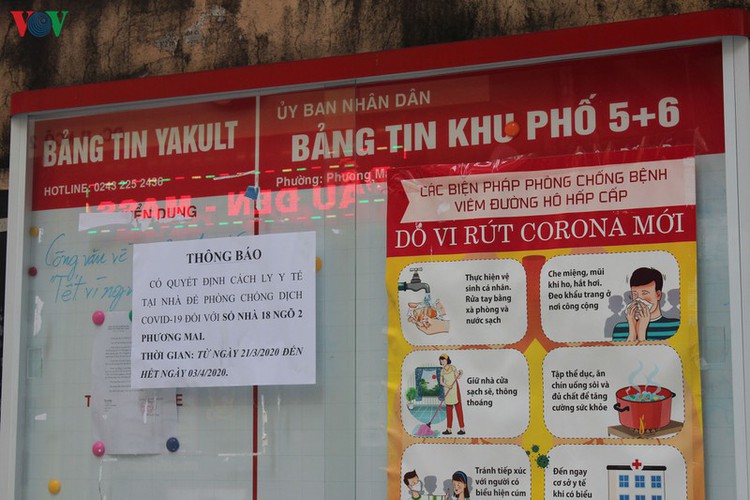 VOV
BẢNG TIN YAKULT
HOTLINE: 0243 225 2436
ỦY BAN NHÂN DÂN
BẢNG TIN KHU PHỐ 5+6
Phường: Phương Mai
DỤNG
Công văn về
Tết
THÔNG BÁO
CÓ QUYẾT ĐỊNH CÁCH LY Y TẾ
TẠI NHÀ ĐỂ PHÒNG CHỐNG DỊCH
COVID-19 ĐỐI VỚI SỐ NHÀ 18 NGÕ 2
PHƯƠNG MAI.
THỜI GIAN: TỪ NGÀY 21/3/2020 ĐẾN
HẾT NGÀY 03/4/2020.
CÁC BIỆN PHÁP PHÒNG CHỐNG BỆNH
VIÊM ĐƯỜNG HÔ HẤP CẤP
DO VI RÚT CORONA MỚI
Thực hiện vệ
sinh cá nhân.
Rửa tay bằng
xà phòng và
nước sạch
Che miệng, mũi
khi ho, hắt hơi.
Đeo khẩu trang ở
nơi công cộng
Giữ nhà cửa
sạch sẽ, thông
thoáng
Tập thể dục, ăn
chín uống sôi và
đủ chất để tăng
cường sức khỏe
Tránh tiếp xúc
với người có
biểu hiện cúm
Đến ngay
cơ sở y tế
khi có biểu